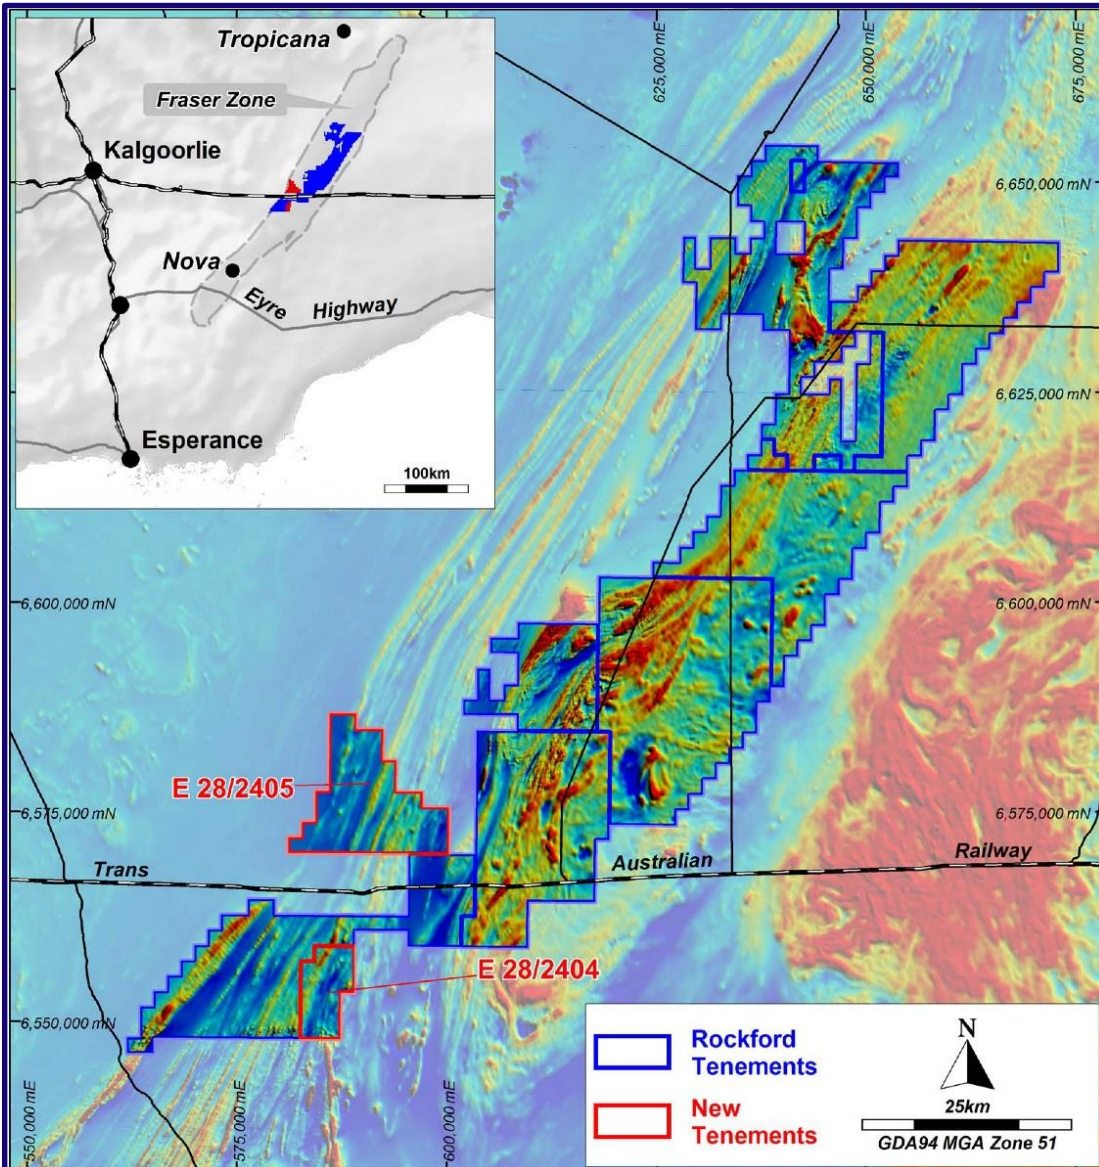 Tropicana
Fraser Zone
Kalgoorlie
Nova
Eyre
Highway
Esperance
100km
625,000 mE
650,000 mE
675,000 mE
6,650,000 mN
6,625,000 mN
6,600,000 mN
6,600,000 mN
E 28/2405
6,575,000 mN
6,575,000 mN
Trans Australian Railway
E 28/2404
6,550,000 mN
550,000 mE
575,000 mE
600,000 mE
Rockford
Tenements
New
Tenements
N
25km
GDA94 MGA Zone 51